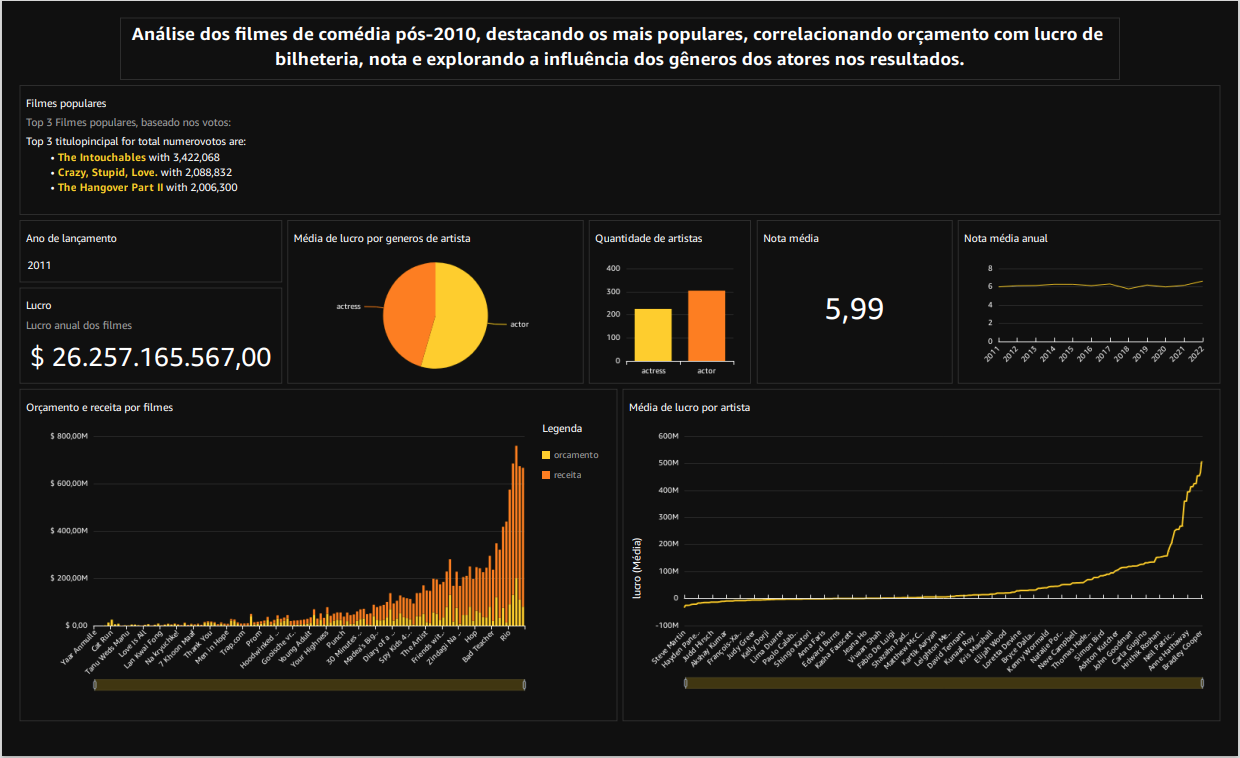 Análise dos filmes de comédia pós-2010, destacando os mais populares, correlacionando orçamento com lucro de
bilheteria, nota e explorando a influência dos gêneros dos atores nos resultados.
Filmes populares
Top 3 Filmes populares, baseado nos votos:
Top 3 titulopincipal for total numerovotos are:
• The Intouchables with 3,422,068
• Crazy, Stupid, Love. with 2,088,832
• The Hangover Part II with 2,006,300
Ano de lançamento
2011
Lucro
Lucro anual dos filmes
$ 26.257.165.567,00
Média de lucro por generos de artista
actress
actor
Quantidade de artistas
400
300
200
100
0
actress
actor
Nota média
5,99
Nota média anual
8
6
4
2
0
2011
2012
2013
2014
2015
2016
2017
2018
2019
2020
2021
2022
Orçamento e receita por filmes
$ 800,00M
$ 600,00M
$ 400,00M
$ 200,00M
$ 0,00
Year Annafile
Cat Run
Tanu Weds Manu
Love is All
Lan Kwai Fong
Na kryuchke!
7 Khoon Maaf
Thank You
Man in Hope
Trap.com
Prom
Hoodwinked ...
Goksiche vr...
Young Adult
Your Highness
Punch
30 Minutes ...
Madea's Big...
Diary of a ...
Spy Kids 4:...
The Artist
Friends wit...
Zindagi Na ...
Hop
Bad Teacher
Rio
Legenda
orcamento
receita
Média de lucro por artista
lucro (Média)
600M
500M
400M
300M
200M
100M
0
-100M
Steve Martin
Hayden Pane...
Judd Hirsch
Akshay Kumar
François-Xa...
Judy Greer
Kelly Dorji
Lima Duarte
Paolo Calab...
Shingo Katori
Anna Faris
Edward Burns
Kasha Fauscett
Jeana Ho
Vivaan Shah
Fabio De Luigi
Shazahn Pad...
Matthew Mc...
Kartik Aaryan
Leighton Me...
David Tennant
Kunaal Roy ...
Kris Marshall
Elijah Wood
Loretta Devine
Bryce Dalla...
Kenny Wormald
Natalie Por...
Neve Campbell
Thomas Hade...
Simon Bird
Ashton Kutcher
John Goodman
Carla Gugino
Hrithik Roshan
Neil Patric...
Anne Hathaway
Bradley Cooper